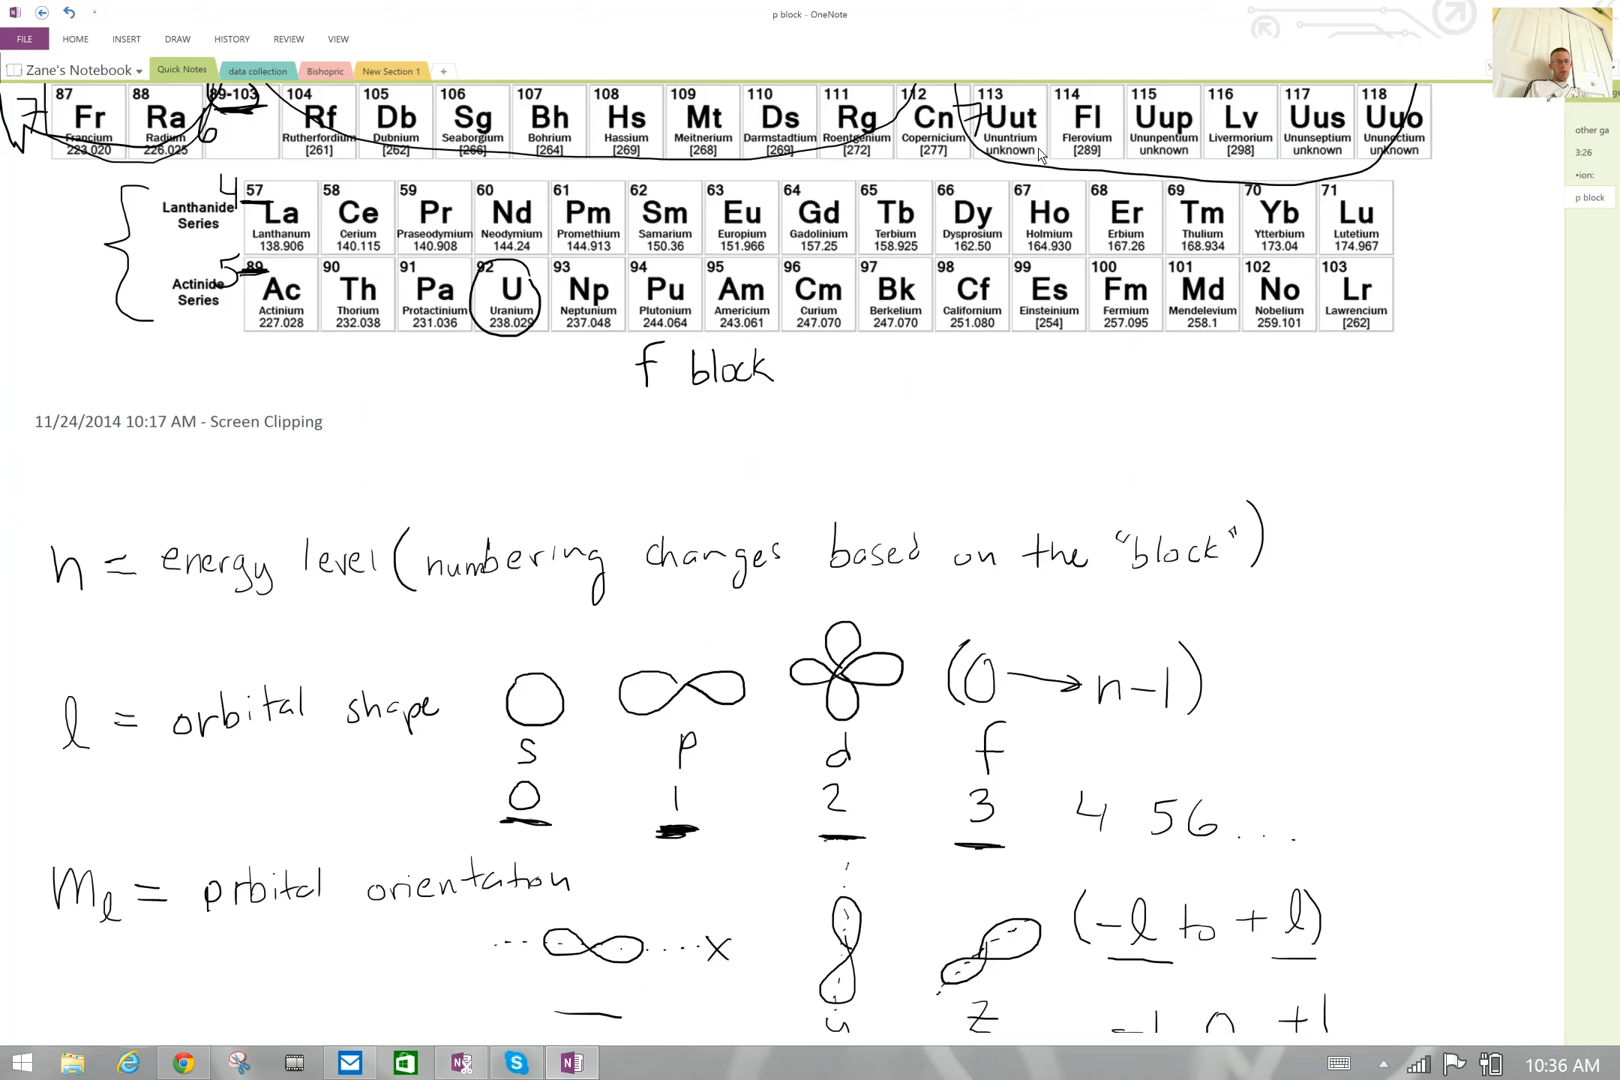 p block - OneNote
FILE HOME INSERT DRAW HISTORY REVIEW VIEW
Zane's Notebook Quick Notes data collection Bishopric New Section 1 +
other ga
3:26
•ion:
p block
7 6 7
87 88 89-103 104 105 106 107 108 109 110 111 112 113 114 115 116 117 118
Fr Ra Rf Db Sg Bh Hs Mt Ds Rg Cn Uut Fl Uup Lv Uus Uuo
Francium Radium Rutherfordium Dubnium Seaborgium Bohrium Hassium Meitnerium Darmstadtium Roentgenium Copernicium Ununtrium Flerovium Ununpentium Livermorium Ununseptium Ununoctium
223.020 226.025 [261] [262] [266] [264] [269] [268] [269] [272] [277] unknown [289] unknown [298] unknown unknown
4
57 58 59 60 61 62 63 64 65 66 67 68 69 70 71
Lanthanide Series
La Ce Pr Nd Pm Sm Eu Gd Tb Dy Ho Er Tm Yb Lu
Lanthanum Cerium Praseodymium Neodymium Promethium Samarium Europium Gadolinium Terbium Dysprosium Holmium Erbium Thulium Ytterbium Lutetium
138.906 140.115 140.908 144.24 144.913 150.36 151.966 157.25 158.925 162.50 164.930 167.26 168.934 173.04 174.967
5
89 90 91 92 93 94 95 96 97 98 99 100 101 102 103
Actinide Series
Ac Th Pa U Np Pu Am Cm Bk Cf Es Fm Md No Lr
Actinium Thorium Protactinium Uranium Neptunium Plutonium Americium Curium Berkelium Californium Einsteinium Fermium Mendelevium Nobelium Lawrencium
227.028 232.038 231.036 238.029 237.048 244.064 243.061 247.070 247.070 251.080 [254] 257.095 258.1 259.101 [262]
f block
11/24/2014 10:17 AM - Screen Clipping
n = energy level (numbering changes based on the "block")
l = orbital shape (0 → n-1)
s p d f
0 1 2 3 4 5 6 ...
Ml = orbital orientation
x (-l to +l)
y z -1 0 +1
10:36 AM